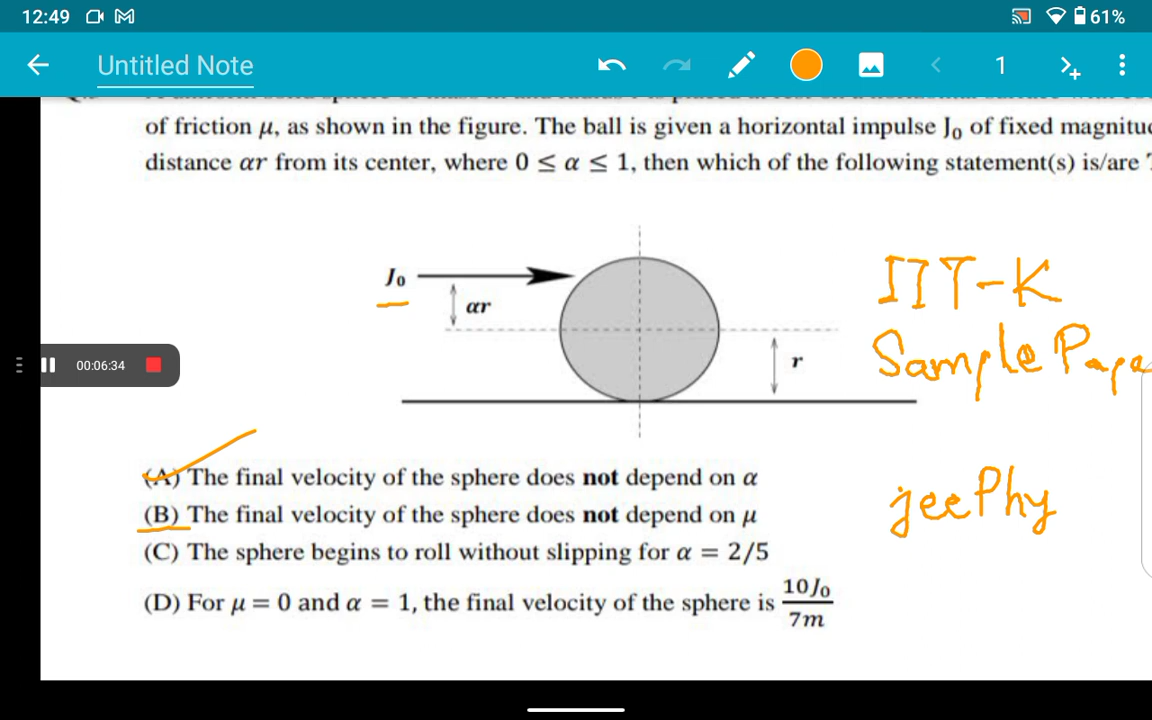 12:49 61%
Untitled Note 1
of friction μ, as shown in the figure. The ball is given a horizontal impulse J₀ of fixed
distance αr from its center, where 0 ≤ α ≤ 1, then which of the following statement(s) is/are
J₀
αr
r
IIT-K
Sample
00:06:34
(A) The final velocity of the sphere does not depend on α
(B) The final velocity of the sphere does not depend on μ
(C) The sphere begins to roll without slipping for α = 2/5
(D) For μ = 0 and α = 1, the final velocity of the sphere is 10J₀/7m
jeePhy